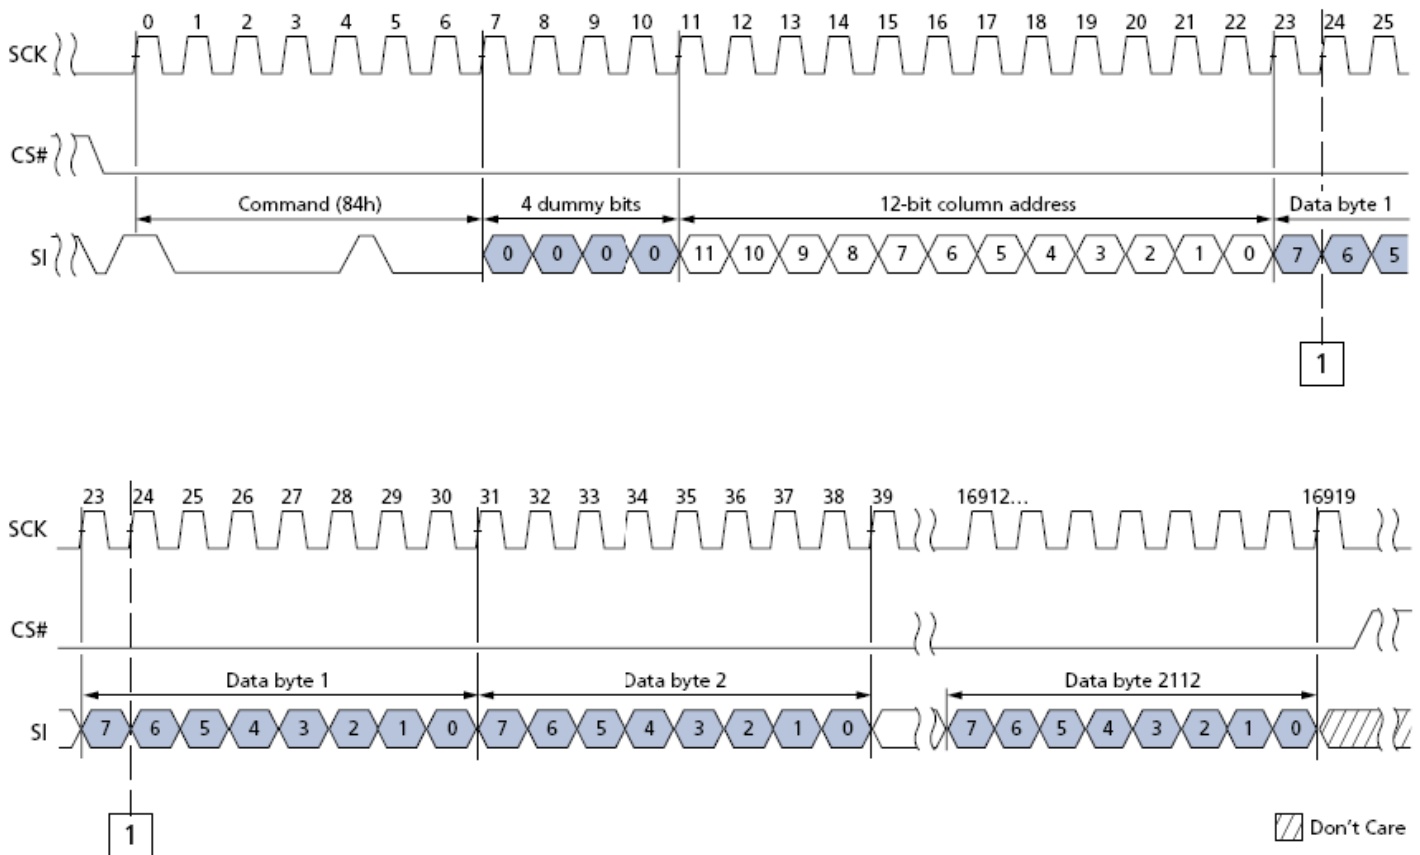 0 1 2 3 4 5 6 7 8 9 10 11 12 13 14 15 16 17 18 19 20 21 22 23 24 25
SCK
CS#
Command (84h) 4 dummy bits 12-bit column address Data byte 1
SI 0 0 0 0 11 10 9 8 7 6 5 4 3 2 1 0 7 6 5
1
23 24 25 26 27 28 29 30 31 32 33 34 35 36 37 38 39 16912... 16919
SCK
CS#
Data byte 1 Data byte 2 Data byte 2112
SI 7 6 5 4 3 2 1 0 7 6 5 4 3 2 1 0 7 6 5 4 3 2 1 0
1
Don't Care